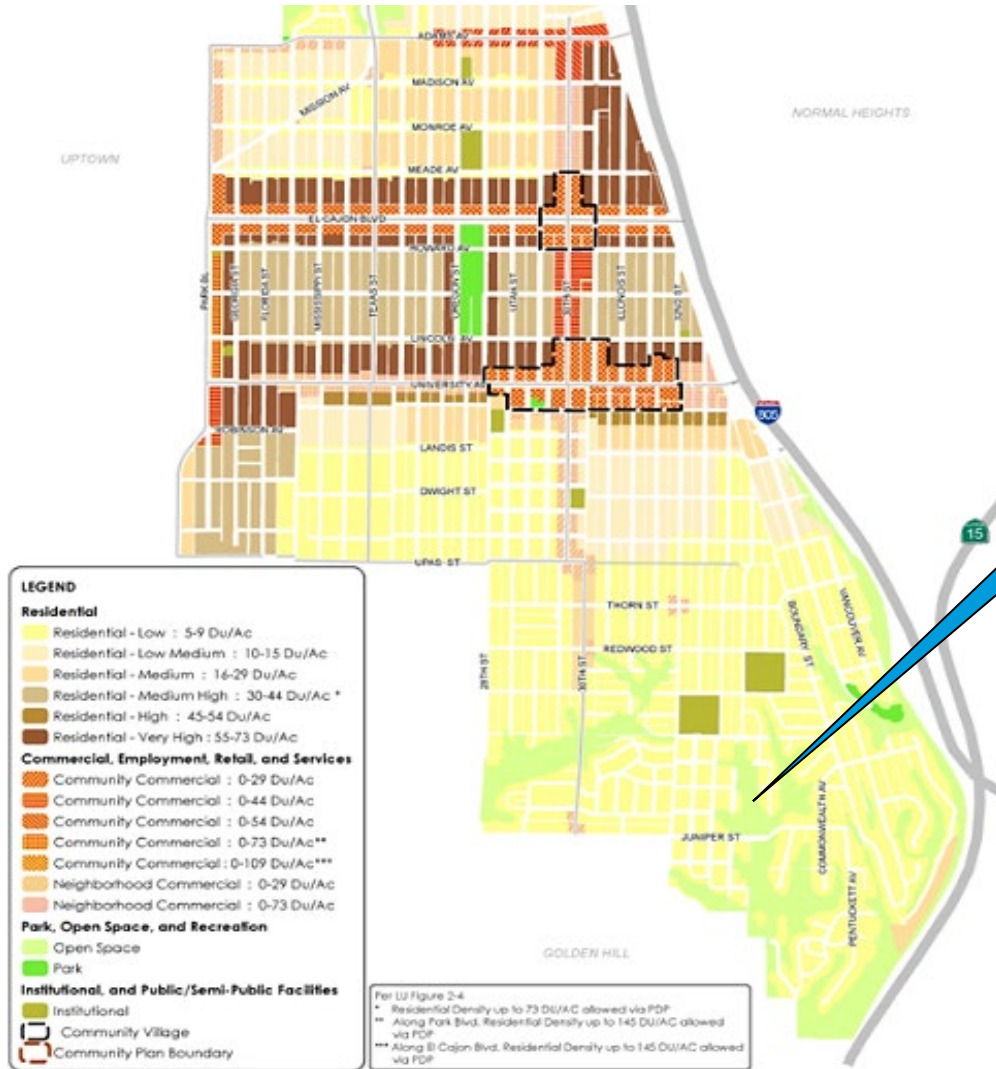 ADAMS AV
MADISON AV
MISSION AV
NORMAL HEIGHTS
MONROE AV
UPTOWN
MEADE AV
EL CAJON BLVD
HOWARD AV
PARK BL
GEORGIA ST
FLORIDA ST
MISSISSIPPI ST
TEXAS ST
OREGON ST
UTAH ST
30TH ST
ILLINOIS ST
32ND ST
LINCOLN AV
UNIVERSITY AV
805
ROBINSON AV
LANDIS ST
DWIGHT ST
15
UPAS ST
THORN ST
BOUNDARY ST
VANCOUVER AV
REDWOOD ST
28TH ST
30TH ST
COMMONWEALTH AV
JUNIPER ST
PENTUCKETT AV
GOLDEN HILL
LEGEND
Residential
Residential - Low : 5-9 Du/Ac
Residential - Low Medium : 10-15 Du/Ac
Residential - Medium : 16-29 Du/Ac
Residential - Medium High : 30-44 Du/Ac *
Residential - High : 45-54 Du/Ac
Residential - Very High : 55-73 Du/Ac
Commercial, Employment, Retail, and Services
Community Commercial : 0-29 Du/Ac
Community Commercial : 0-44 Du/Ac
Community Commercial : 0-54 Du/Ac
Community Commercial : 0-73 Du/Ac**
Community Commercial : 0-109 Du/Ac***
Neighborhood Commercial : 0-29 Du/Ac
Neighborhood Commercial : 0-73 Du/Ac
Park, Open Space, and Recreation
Open Space
Park
Institutional, and Public/Semi-Public Facilities
Institutional
Community Village
Community Plan Boundary
Per LU Figure 2-4
* Residential Density up to 73 DU/AC allowed via PDP
** Along Park Blvd, Residential Density up to 145 DU/AC allowed
via PDP
*** Along El Cajon Blvd, Residential Density up to 145 DU/AC allowed
via PDP